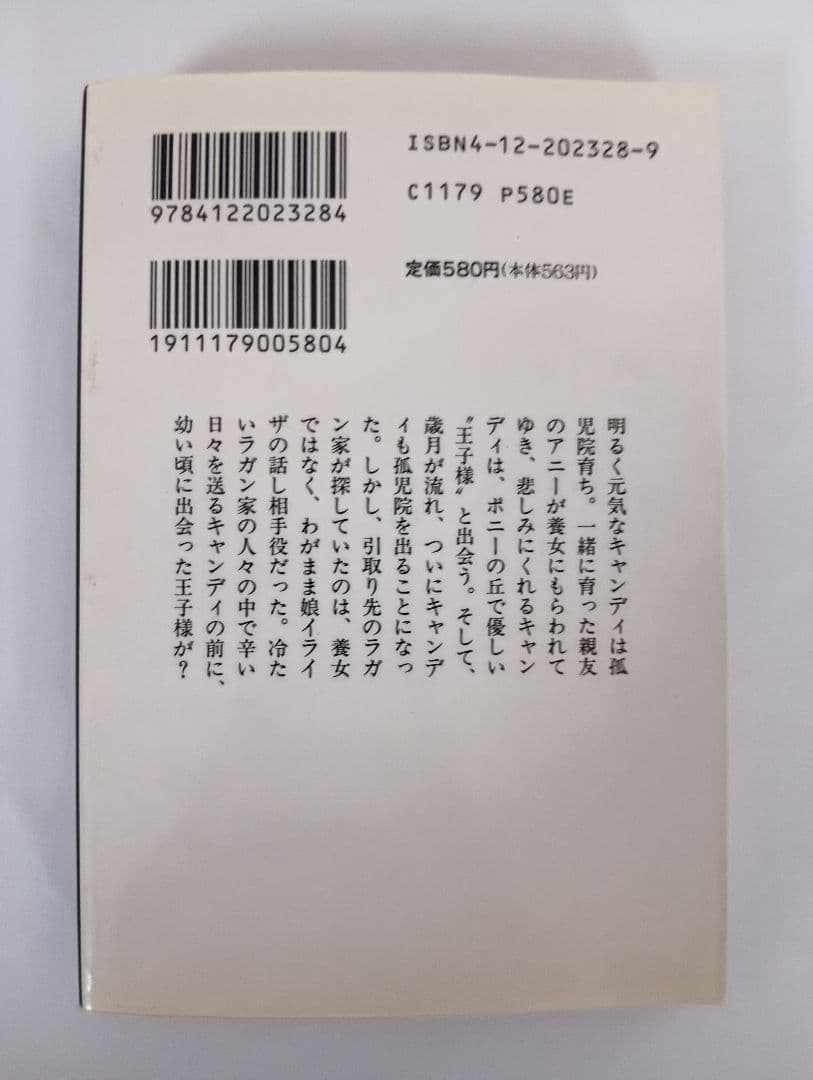 9784122023284
ISBN4-12-202328-9
C1179 P580E
1911179005804
定価580円(本体563円)
明るく元気なキャンディは孤
児院育ち。一緒に育った親友
のアニーが養女にもらわれて
ゆき、悲しみにくれるキャン
ディは、ポニーの丘で優しい
〝王子様〟と出会う。そして、
歳月が流れ、ついにキャンデ
ィも孤児院を出ることになっ
た。しかし、引取り先のラガ
ン家が探していたのは、養女
ではなく、わがまま娘イライ
ザの話し相手役だった。冷た
いラガン家の人々の中で辛い
日々を送るキャンディの前に、
幼い頃に出会った王子様が?